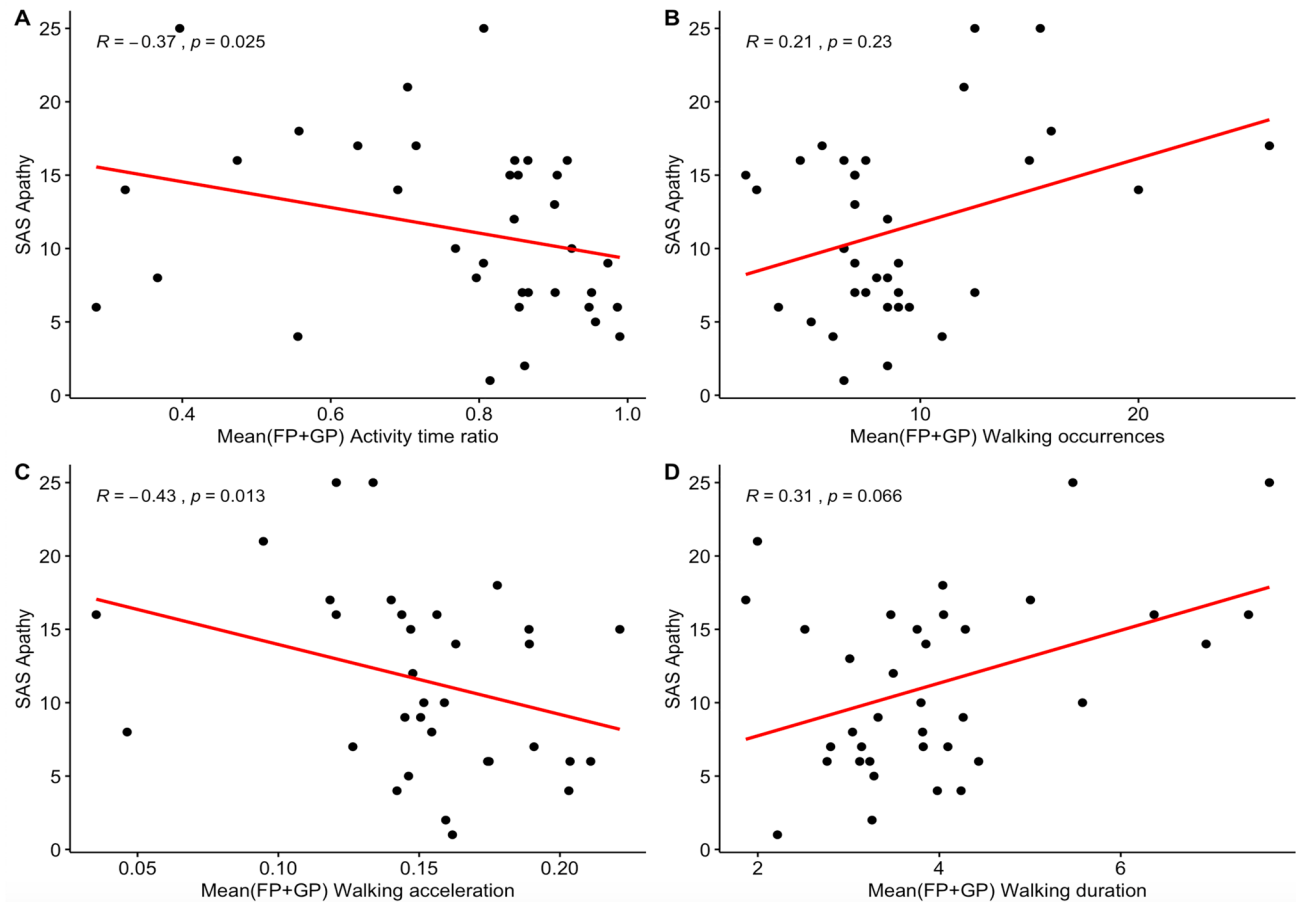 A
R = −0.37 , p = 0.025
25
20
15
10
5
0
SAS Apathy
0.4 0.6 0.8 1.0
Mean(FP+GP) Activity time ratio
B
R = 0.21 , p = 0.23
25
20
15
10
5
0
SAS Apathy
10 20
Mean(FP+GP) Walking occurrences
C
R = −0.43 , p = 0.013
25
20
15
10
5
0
SAS Apathy
0.05 0.10 0.15 0.20
Mean(FP+GP) Walking acceleration
D
R = 0.31 , p = 0.066
25
20
15
10
5
0
SAS Apathy
2 4 6
Mean(FP+GP) Walking duration